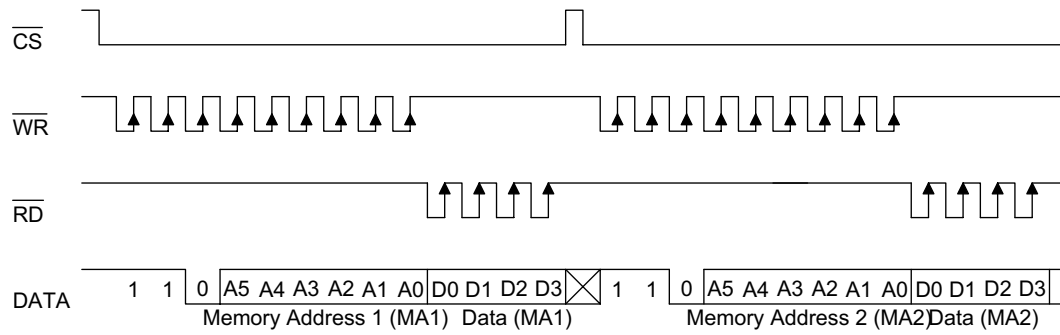 CS
WR
RD
DATA 1 1 0 A5 A4 A3 A2 A1 A0 D0 D1 D2 D3 1 1 0 A5 A4 A3 A2 A1 A0 D0 D1 D2 D3
Memory Address 1 (MA1) Data (MA1) Memory Address 2 (MA2) Data (MA2)